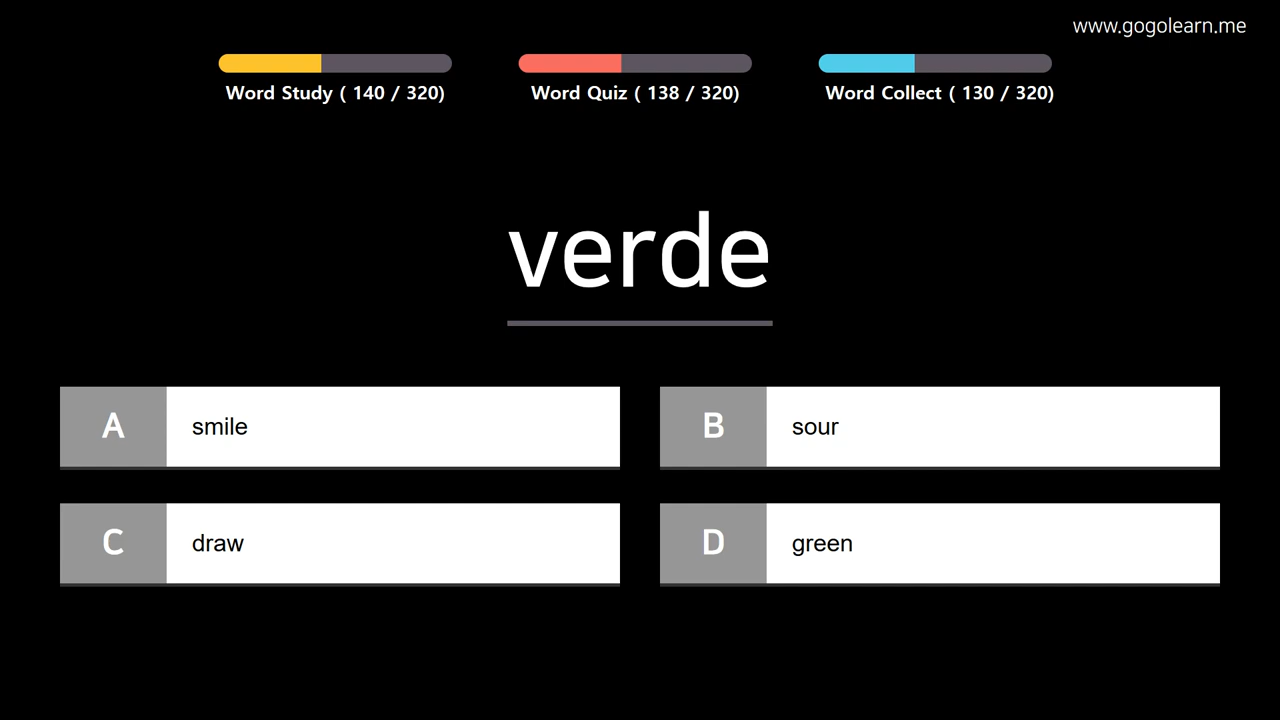 www.gogolearn.me
Word Study ( 140 / 320)
Word Quiz ( 138 / 320)
Word Collect ( 130 / 320)
verde
A smile
B sour
C draw
D green